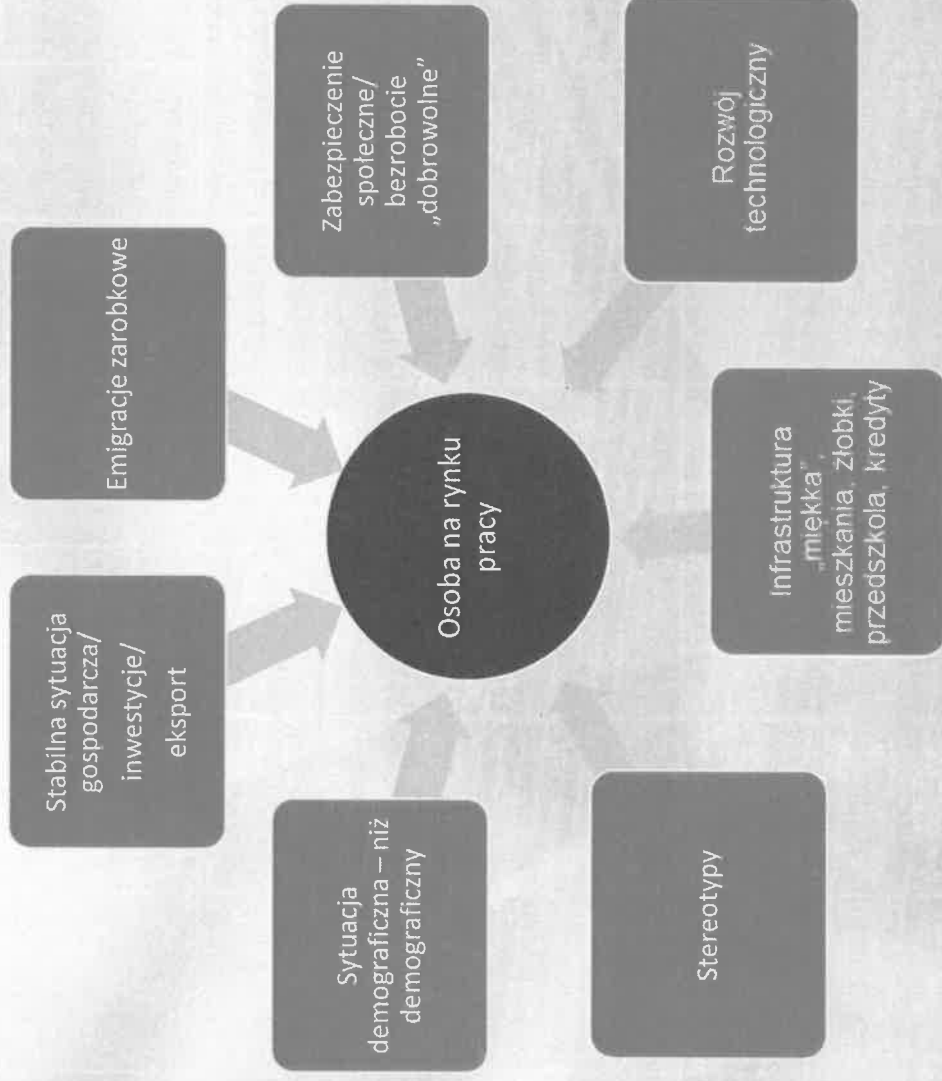 Stabilna sytuacja
gospodarcza/
inwestycje/
eksport
Emigracje zarobkowe
Sytuacja
demograficzna – niż
demograficzny
Zabezpieczenie
społeczne/
bezrobocie
„dobrowolne”
Osoba na rynku
pracy
Stereotypy
Rozwój
technologiczny
Infrastruktura
„miękka”,
mieszkania, złobki,
przedszkola, kredyty